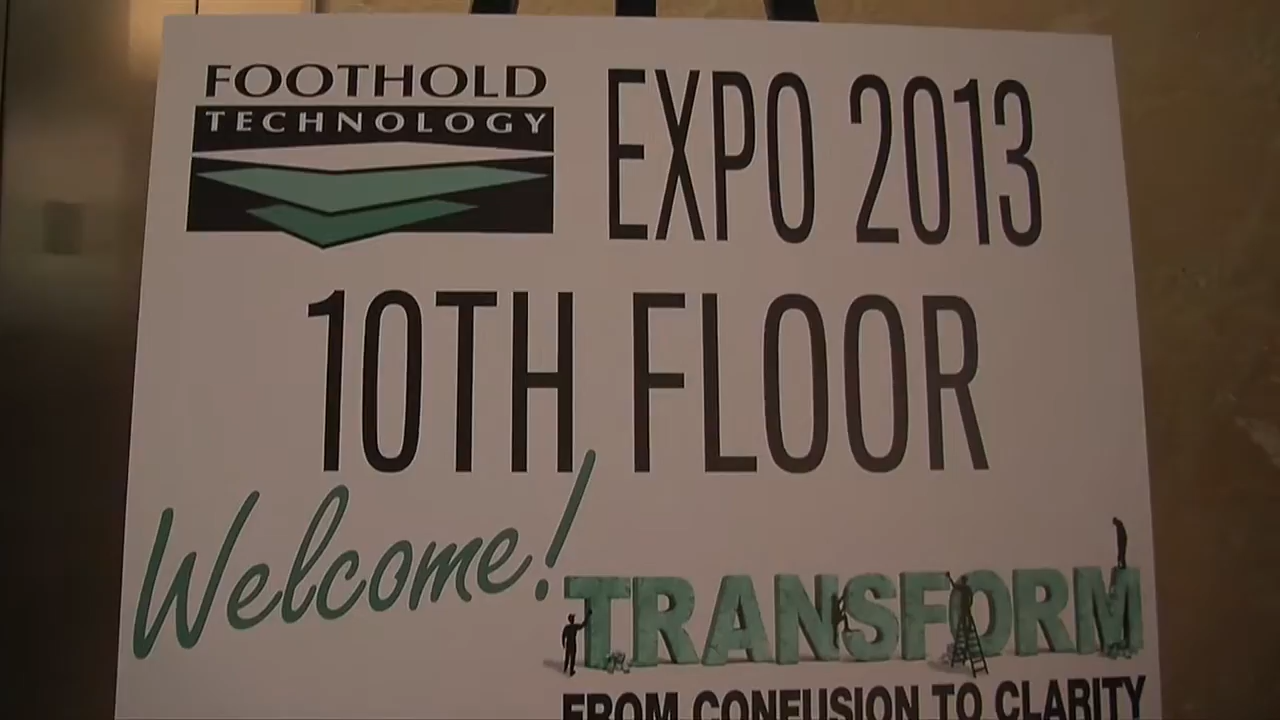 FOOTHOLD
TECHNOLOGY
EXPO 2013
10TH FLOOR
Welcome!
TRANSFORM
FROM CONFUSION TO CLARITY